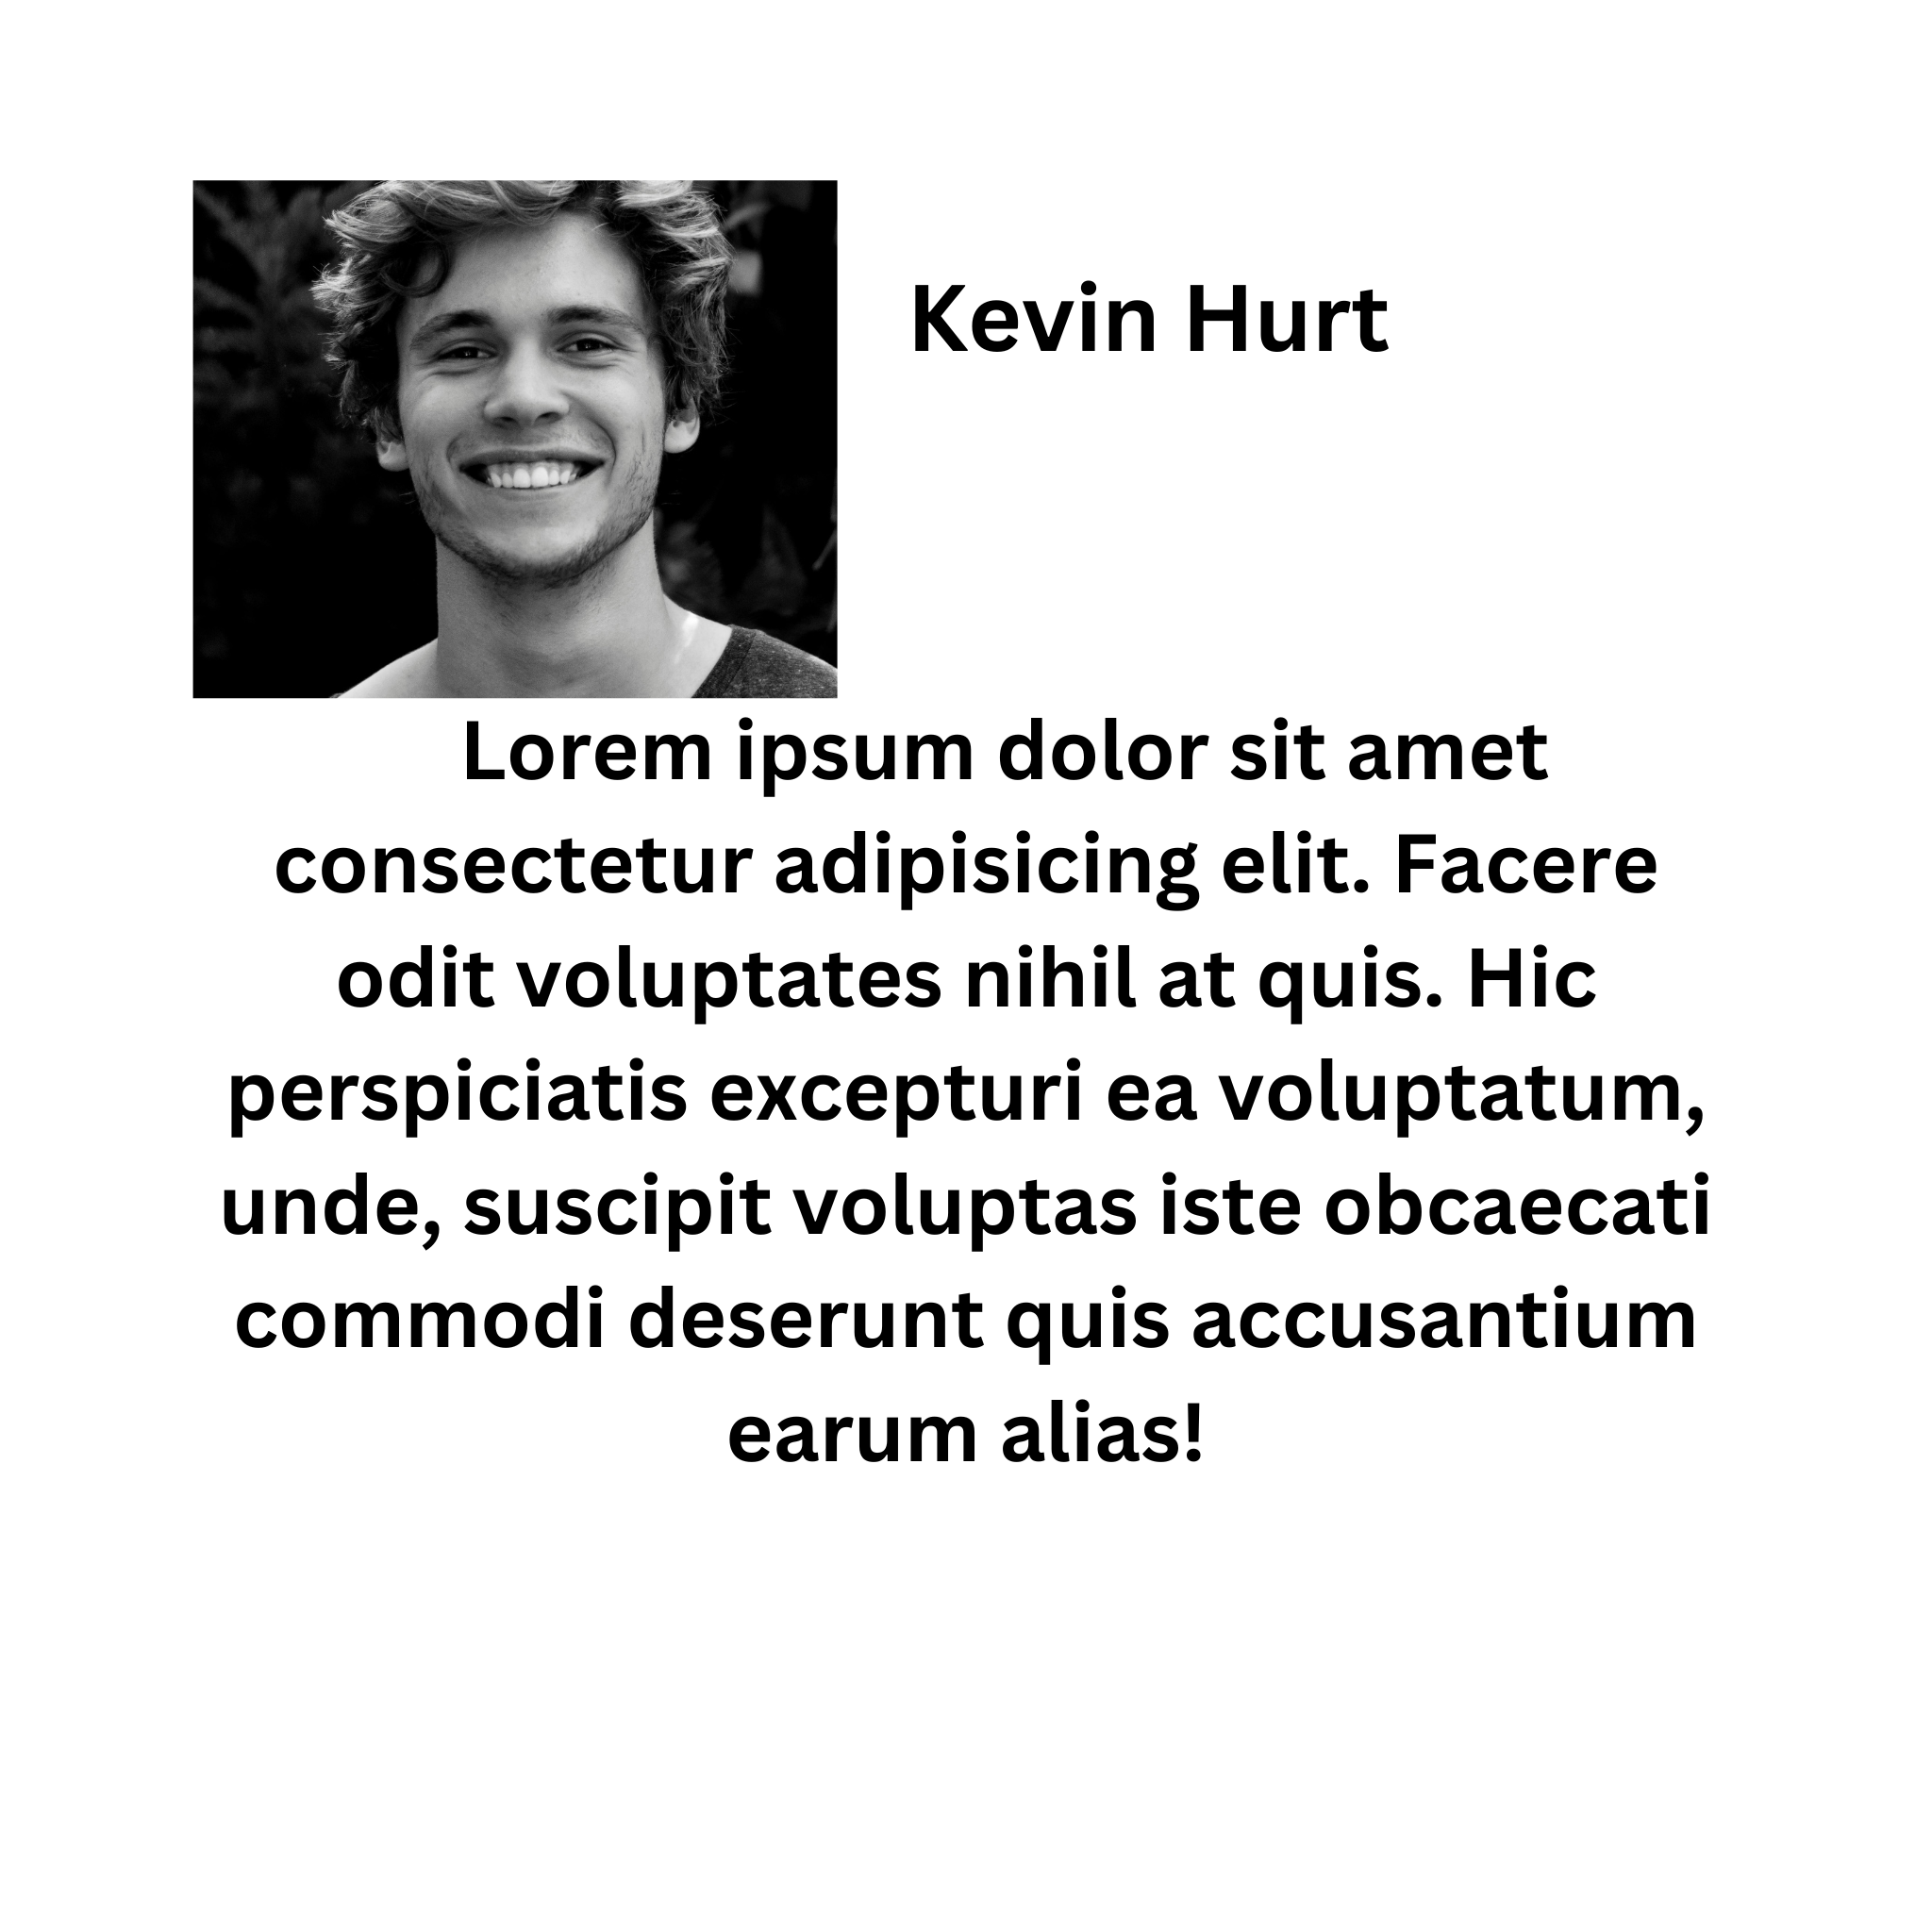 Kevin Hurt
Lorem ipsum dolor sit amet
consectetur adipisicing elit. Facere
odit voluptates nihil at quis. Hic
perspiciatis excepturi ea voluptatum,
unde, suscipit voluptas iste obcaecati
commodi deserunt quis accusantium
earum alias!